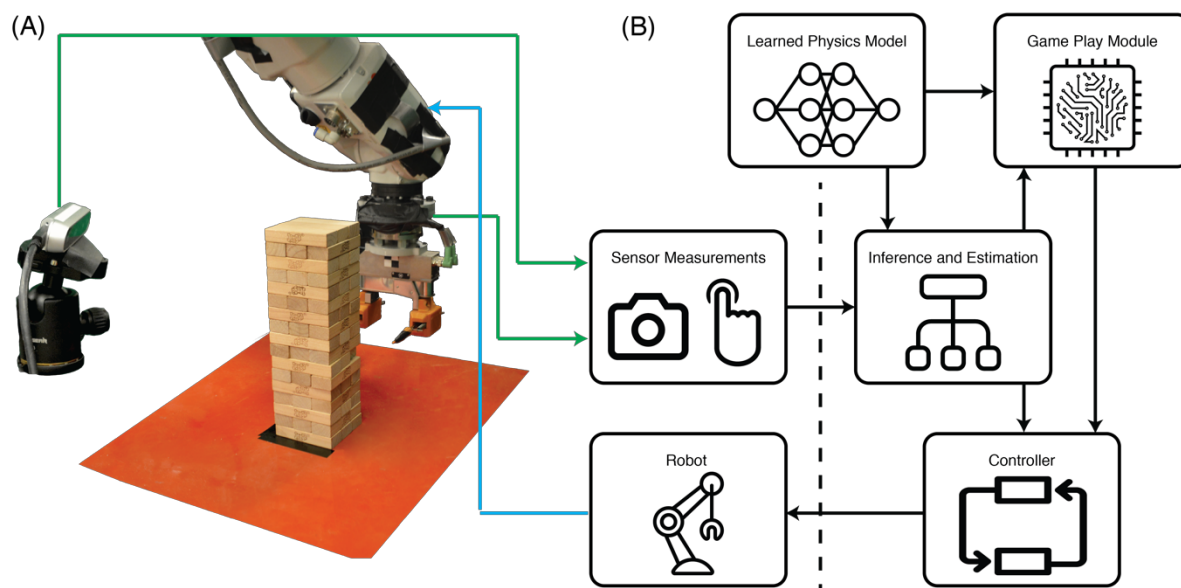 (A)
(B)
Learned Physics Model
Game Play Module
Sensor Measurements
Inference and Estimation
Robot
Controller